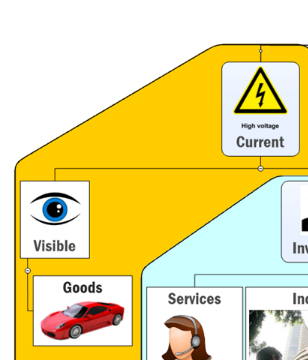 High voltage
Current
Visible
Goods
Services